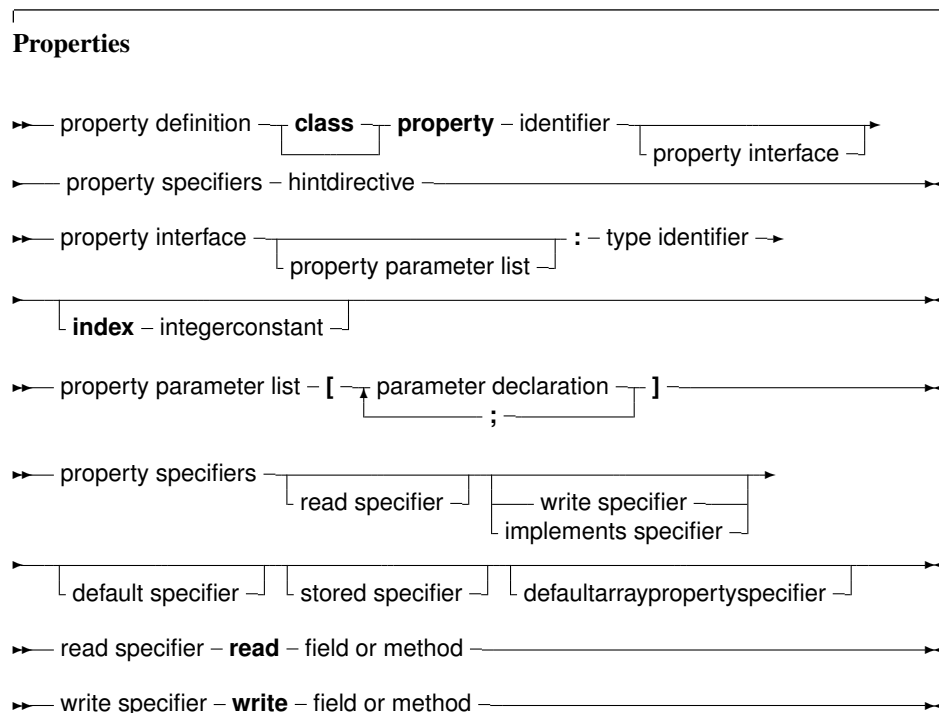 Properties
property definition class property identifier
property interface
property specifiers hintdirective
property interface : type identifier
property parameter list
index integerconstant
property parameter list [ parameter declaration ]
;
property specifiers
read specifier write specifier
implements specifier
default specifier stored specifier defaultarraypropertyspecifier
read specifier read field or method
write specifier write field or method